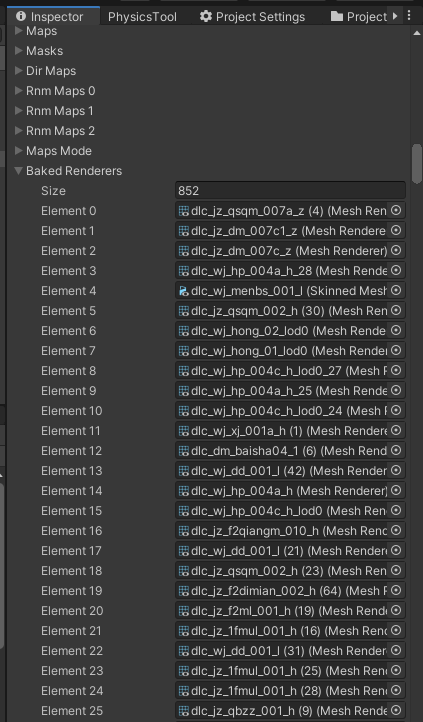 Inspector PhysicsTool Project Settings Project
Maps
Masks
Dir Maps
Rnm Maps 0
Rnm Maps 1
Rnm Maps 2
Maps Mode
Baked Renderers
Size 852
Element 0 dlc_jz_qsqm_007a_z (4) (Mesh Ren
Element 1 dlc_jz_dm_007c1_z (Mesh Rendere
Element 2 dlc_jz_dm_007c_z (Mesh Renderer)
Element 3 dlc_wj_hp_004a_h_28 (Mesh Rende
Element 4 dlc_wj_menbs_001_l (Skinned Mesh
Element 5 dlc_jz_qsqm_002_h (30) (Mesh Ren
Element 6 dlc_wj_hong_02_lod0 (Mesh Rende
Element 7 dlc_wj_hong_01_lod0 (Mesh Render
Element 8 dlc_wj_hp_004c_h_lod0_27 (Mesh R
Element 9 dlc_wj_hp_004a_h_25 (Mesh Rende
Element 10 dlc_wj_hp_004c_h_lod0_24 (Mesh R
Element 11 dlc_wj_xj_001a_h (1) (Mesh Rendere
Element 12 dlc_dm_baisha04_1 (6) (Mesh Rend
Element 13 dlc_wj_dd_001_l (42) (Mesh Render
Element 14 dlc_wj_hp_004a_h (Mesh Renderer)
Element 15 dlc_wj_hp_004c_h_lod0 (Mesh Rend
Element 16 dlc_jz_f2qiangm_010_h (Mesh Rend
Element 17 dlc_wj_dd_001_l (21) (Mesh Render
Element 18 dlc_jz_qsqm_002_h (23) (Mesh Ren
Element 19 dlc_jz_f2dimian_002_h (64) (Mesh R
Element 20 dlc_jz_f2ml_001_h (19) (Mesh Rend
Element 21 dlc_jz_1fmul_001_h (16) (Mesh Rend
Element 22 dlc_wj_dd_001_l (31) (Mesh Render
Element 23 dlc_jz_1fmul_001_h (25) (Mesh Rend
Element 24 dlc_jz_1fmul_001_h (28) (Mesh Rend
Element 25 dlc_jz_qbzz_001_h (9) (Mesh Rend